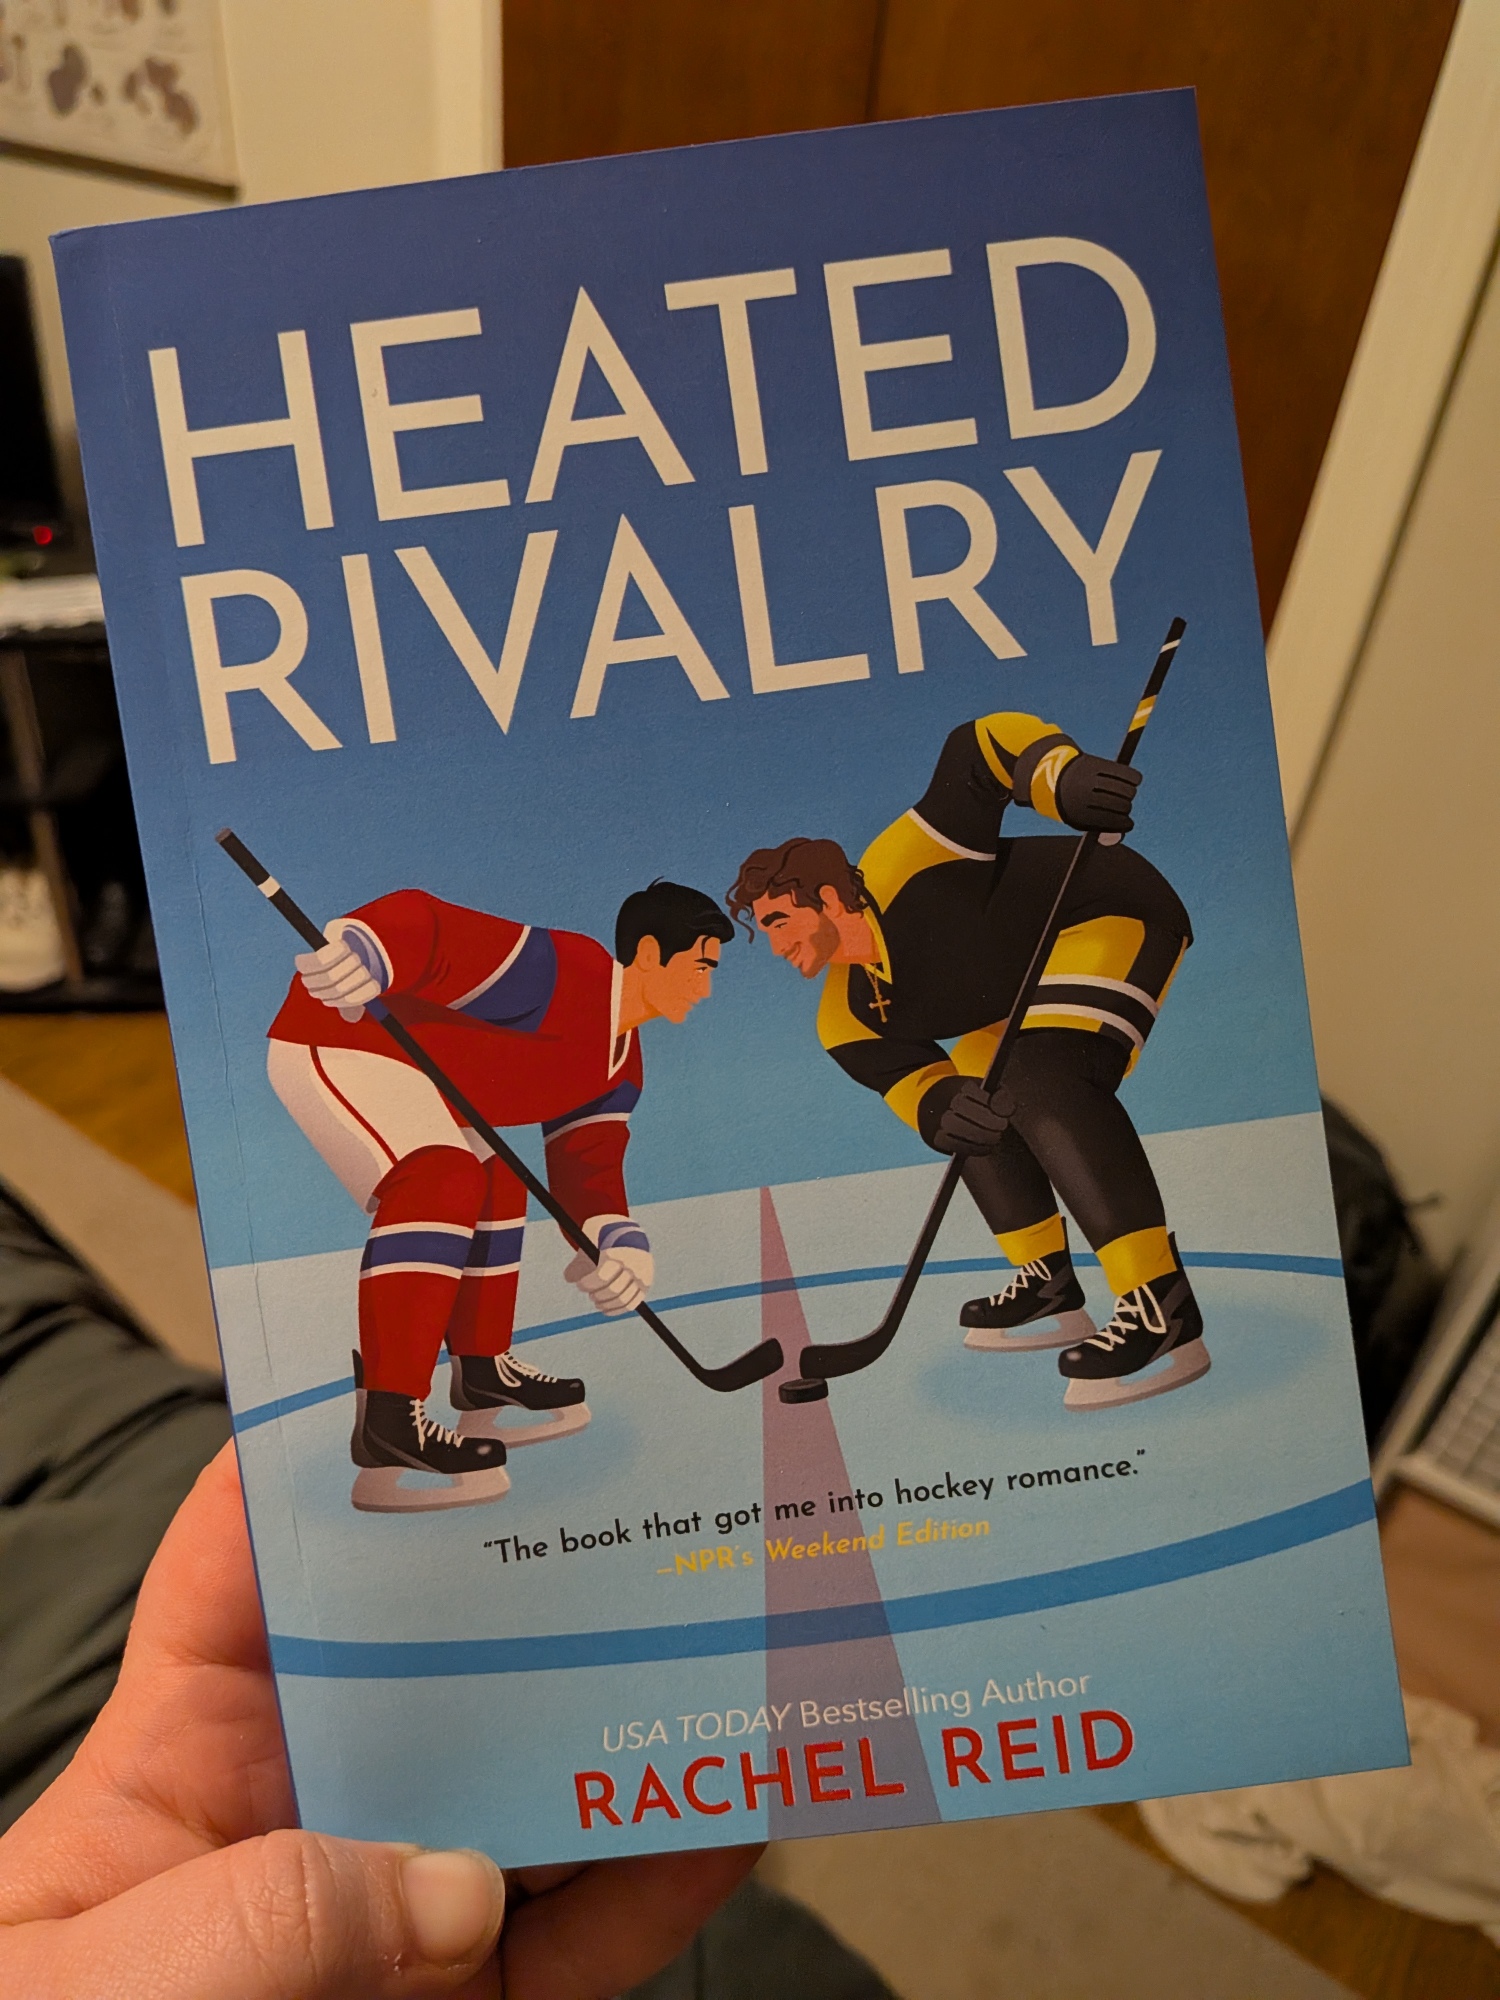 HEATED
RIVALRY
“The book that got me into hockey romance.”
–NPR's Weekend Edition
USA TODAY Bestselling Author
RACHEL REID